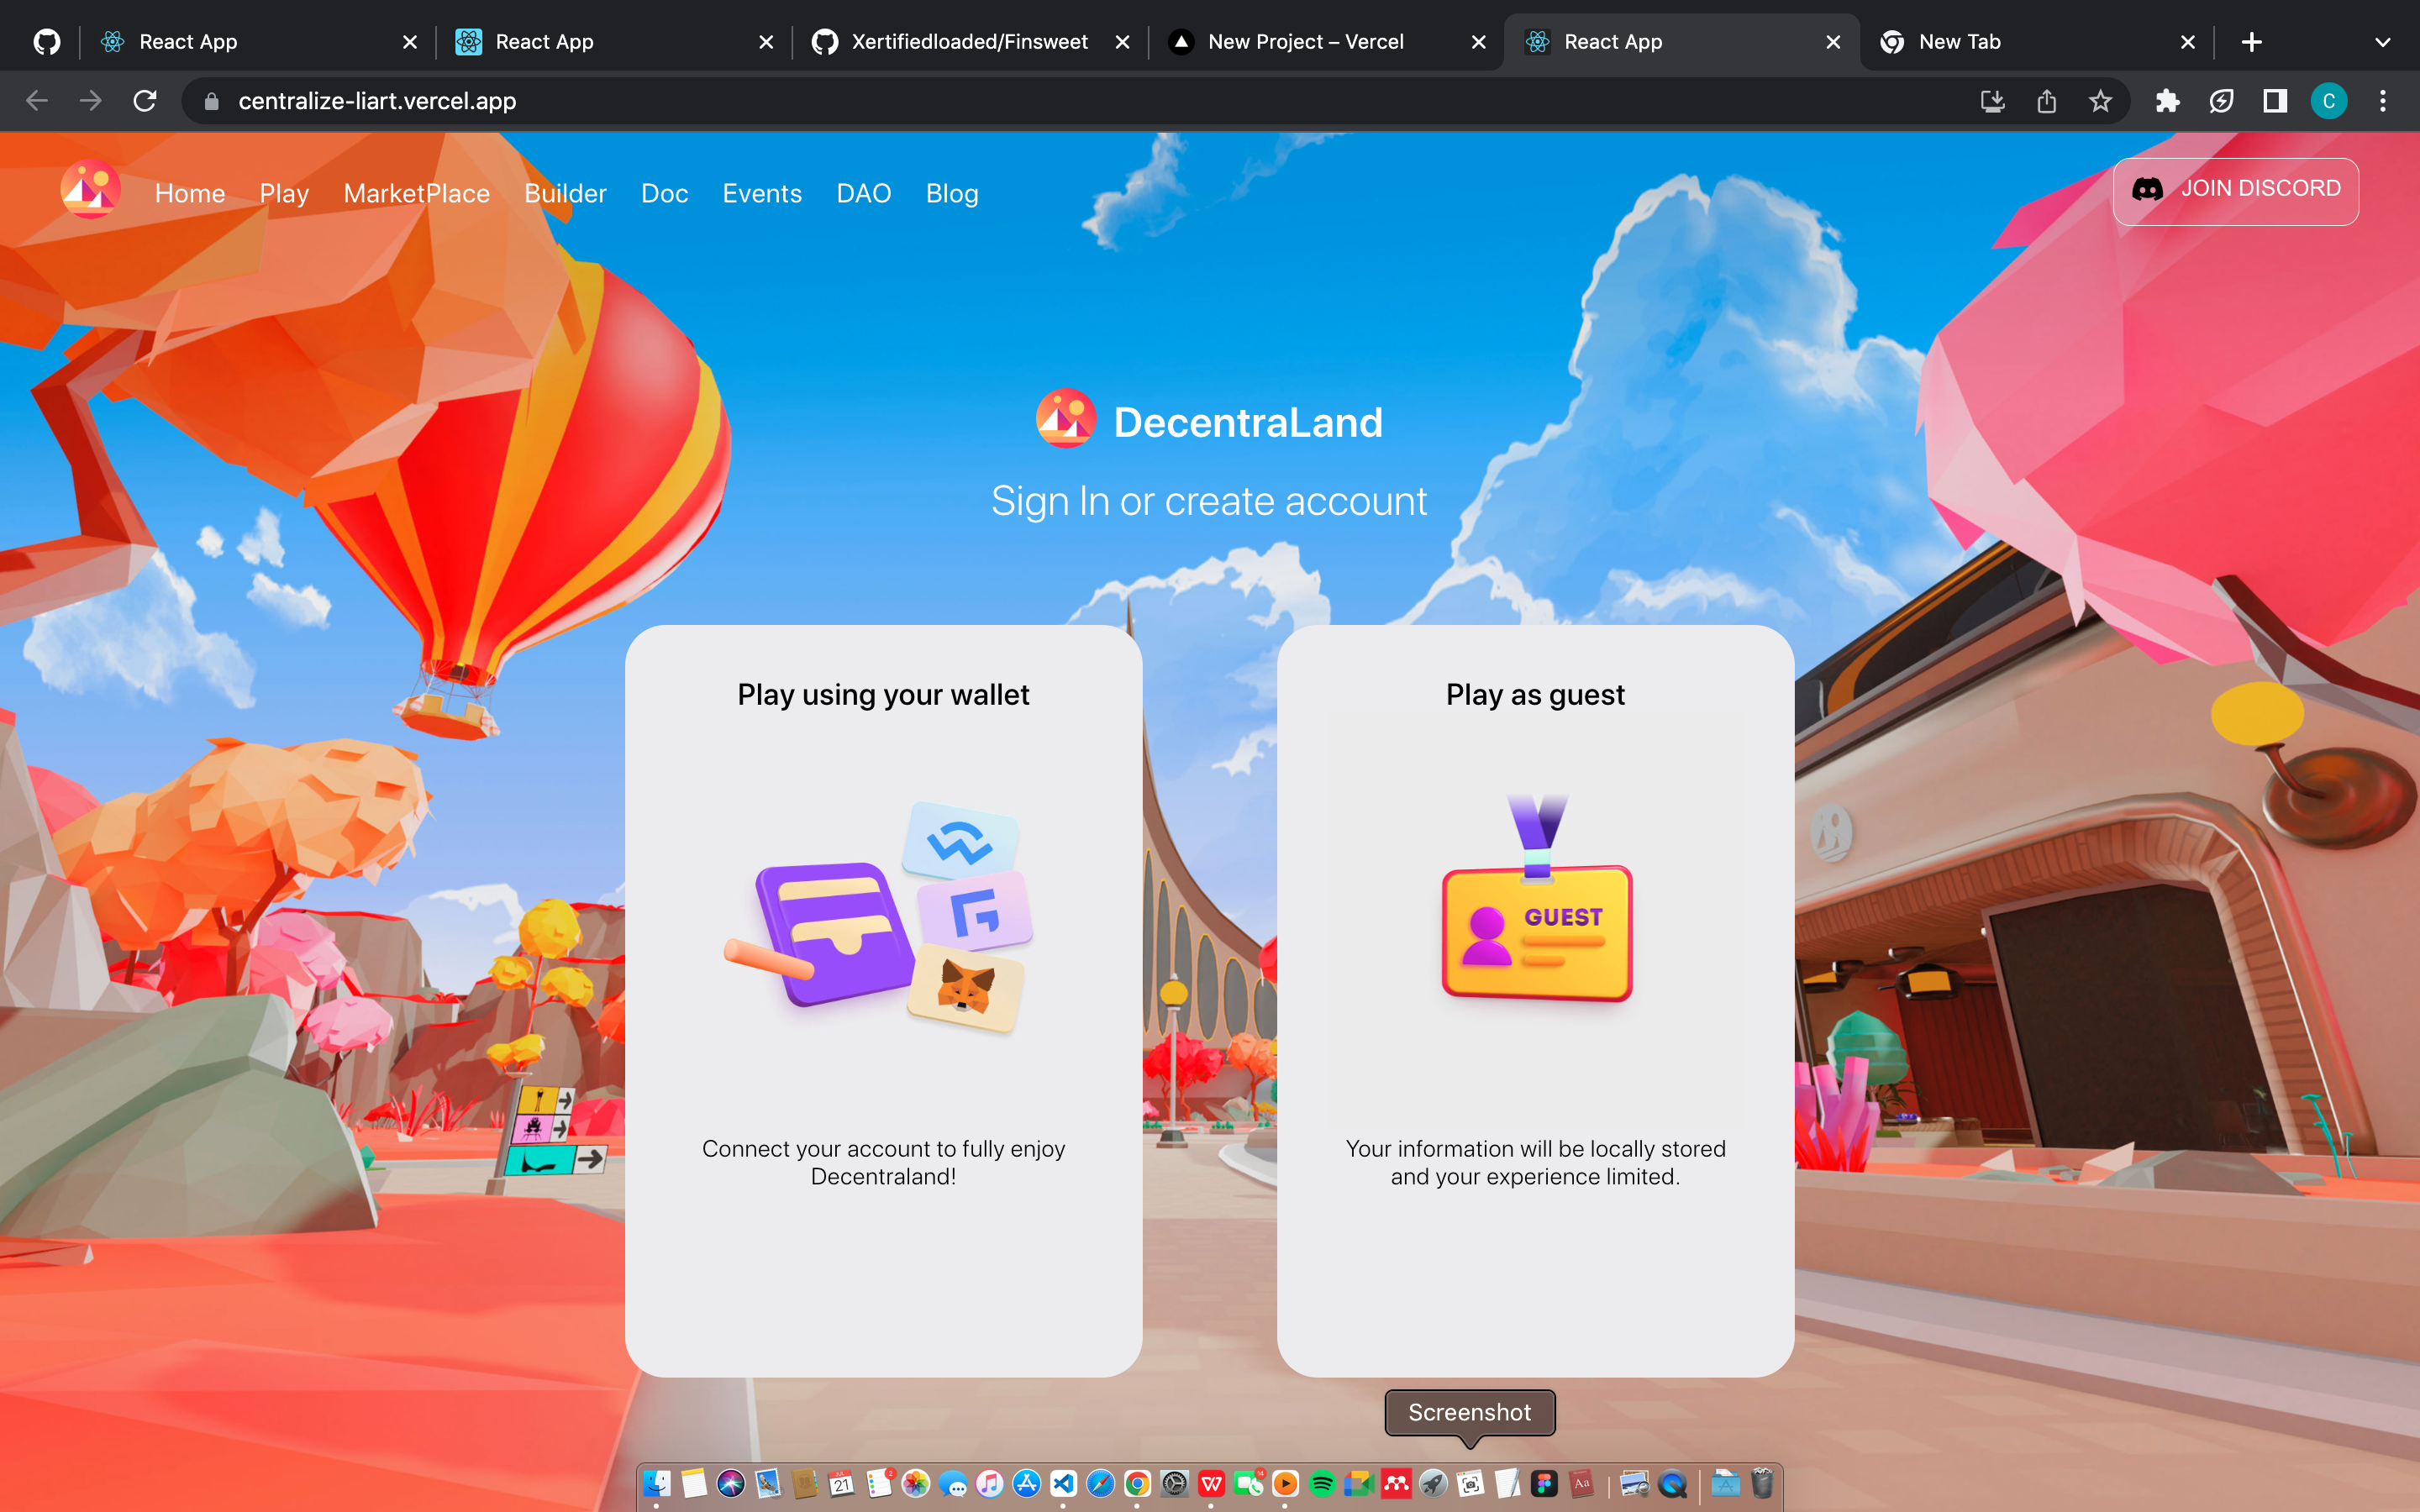 React App
React App
Xertifiedloaded/Finsweet
New Project – Vercel
React App
New Tab
centralize-liart.vercel.app
C
Home
Play
MarketPlace
Builder
Doc
Events
DAO
Blog
JOIN DISCORD
DecentraLand
Sign In or create account
Play using your wallet
Play as guest
GUEST
Connect your account to fully enjoy
Decentraland!
Your information will be locally stored
and your experience limited.
Screenshot
21
2
Aa